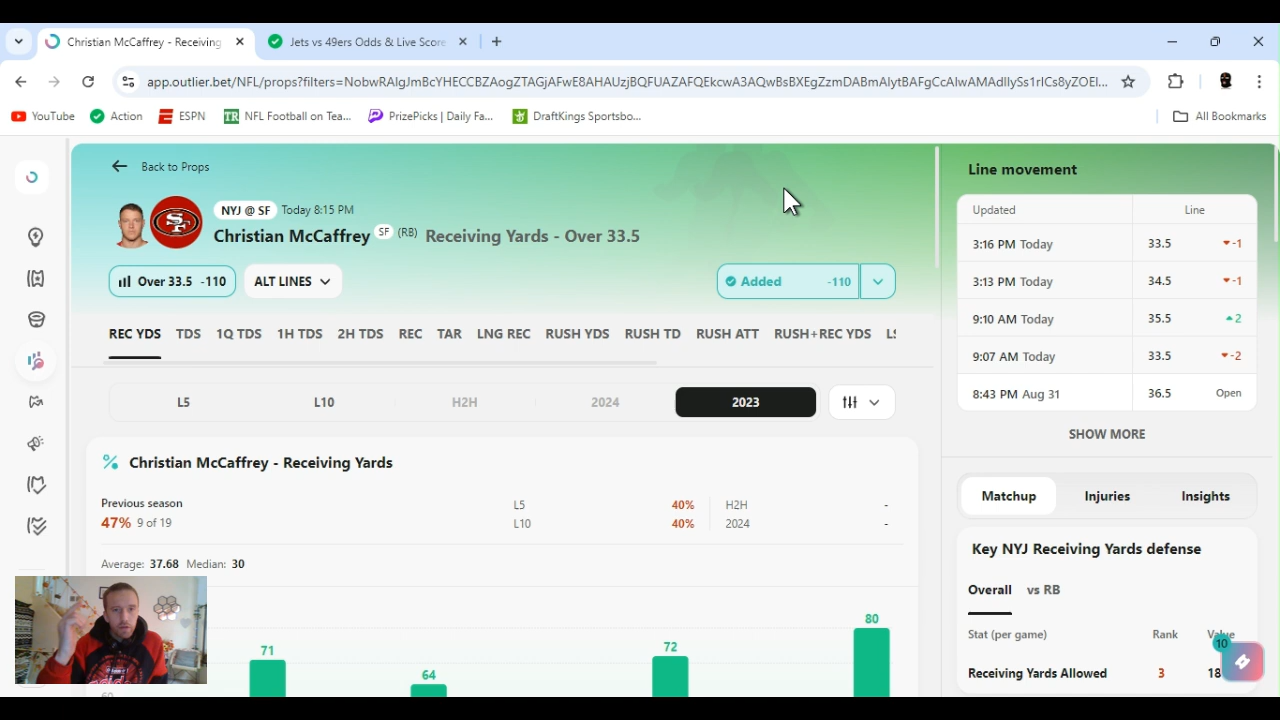 Christian McCaffrey - Receiving
Jets vs 49ers Odds & Live Score
app.outlier.bet/NFL/props?filters=
YouTube
Action
ESPN
NFL Football on Tea...
PrizePicks | Daily Fa...
DraftKings Sportsbo...
All Bookmarks
Back to Props
NYJ @ SF Today 8:15 PM
Christian McCaffrey SF (RB) Receiving Yards - Over 33.5
Over 33.5 -110
ALT LINES
Added -110
REC YDS TDS 1Q TDS 1H TDS 2H TDS REC TAR LNG REC RUSH YDS RUSH TD RUSH ATT RUSH+REC YDS
L5 L10 H2H 2024 2023
Christian McCaffrey - Receiving Yards
Previous season
47% 9 of 19
L5 40% H2H -
L10 40% 2024 -
Average: 37.68 Median: 30
71
64
72
80
60
Line movement
Updated Line
3:16 PM Today 33.5 -1
3:13 PM Today 34.5 -1
9:10 AM Today 35.5 2
9:07 AM Today 33.5 -2
8:43 PM Aug 31 36.5 Open
SHOW MORE
Matchup Injuries Insights
Key NYJ Receiving Yards defense
Overall vs RB
Stat (per game) Rank
10
Receiving Yards Allowed 3